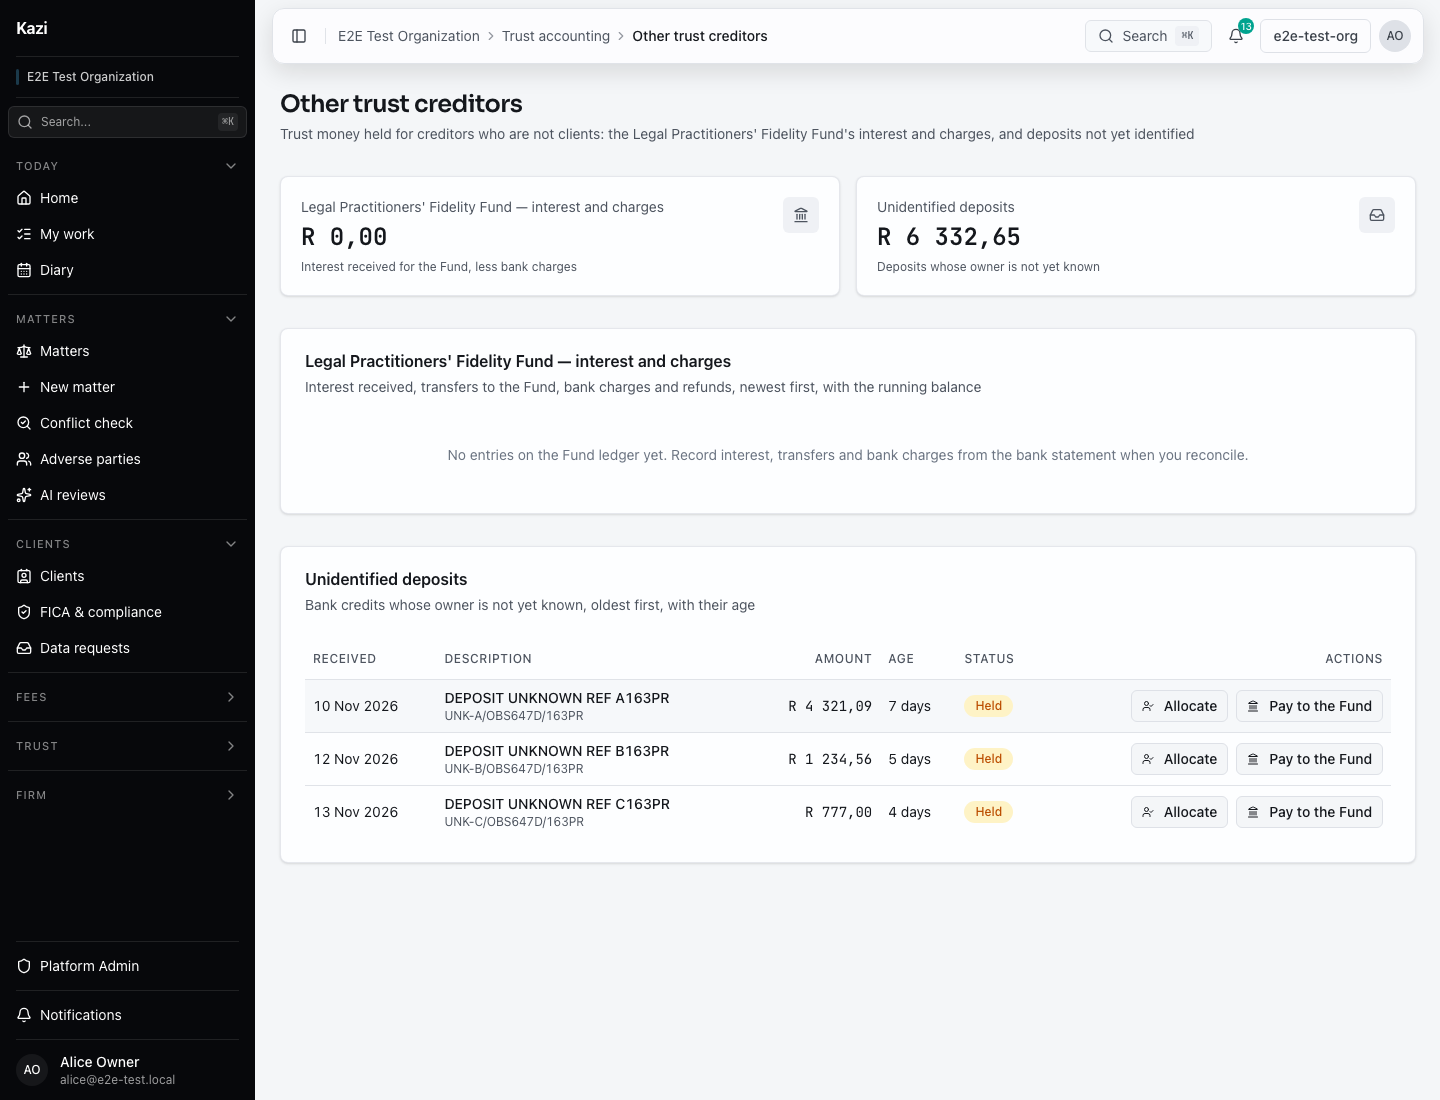 Kazi
E2E Test Organization
Search... ⌘K
TODAY
Home
My work
Diary
MATTERS
Matters
New matter
Conflict check
Adverse parties
AI reviews
CLIENTS
Clients
FICA & compliance
Data requests
FEES
TRUST
FIRM
Platform Admin
Notifications
AO Alice Owner
alice@e2e-test.local
E2E Test Organization Trust accounting Other trust creditors Search ⌘K 13 e2e-test-org AO
Other trust creditors
Trust money held for creditors who are not clients: the Legal Practitioners' Fidelity Fund's interest and charges, and deposits not yet identified
Legal Practitioners' Fidelity Fund — interest and charges
R 0,00
Interest received for the Fund, less bank charges
Unidentified deposits
R 6 332,65
Deposits whose owner is not yet known
Legal Practitioners' Fidelity Fund — interest and charges
Interest received, transfers to the Fund, bank charges and refunds, newest first, with the running balance
No entries on the Fund ledger yet. Record interest, transfers and bank charges from the bank statement when you reconcile.
Unidentified deposits
Bank credits whose owner is not yet known, oldest first, with their age
RECEIVED DESCRIPTION AMOUNT AGE STATUS ACTIONS
10 Nov 2026 DEPOSIT UNKNOWN REF A163PR R 4 321,09 7 days Held Allocate Pay to the Fund
UNK-A/OBS647D/163PR
12 Nov 2026 DEPOSIT UNKNOWN REF B163PR R 1 234,56 5 days Held Allocate Pay to the Fund
UNK-B/OBS647D/163PR
13 Nov 2026 DEPOSIT UNKNOWN REF C163PR R 777,00 4 days Held Allocate Pay to the Fund
UNK-C/OBS647D/163PR